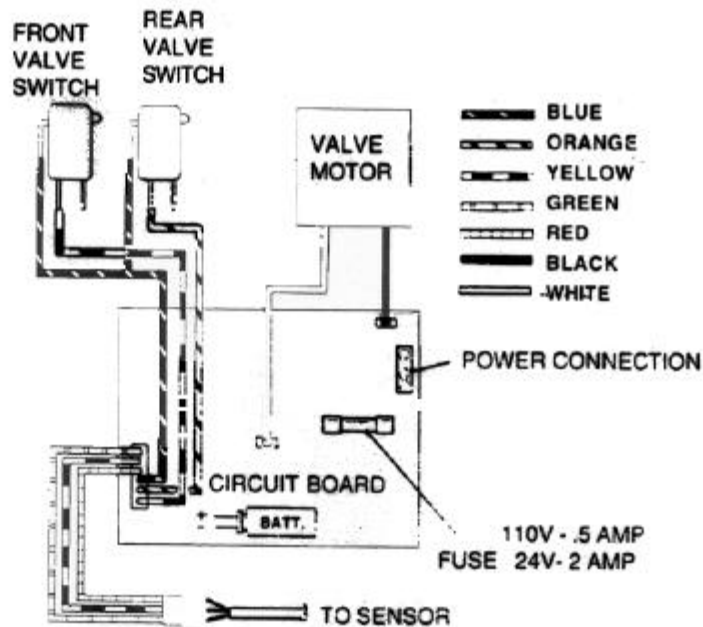 FRONT
VALVE
SWITCH
REAR
VALVE
SWITCH
VALVE
MOTOR
BLUE
ORANGE
YELLOW
GREEN
RED
BLACK
WHITE
POWER CONNECTION
CIRCUIT BOARD
BATT.
110V - .5 AMP
FUSE 24V- 2 AMP
TO SENSOR